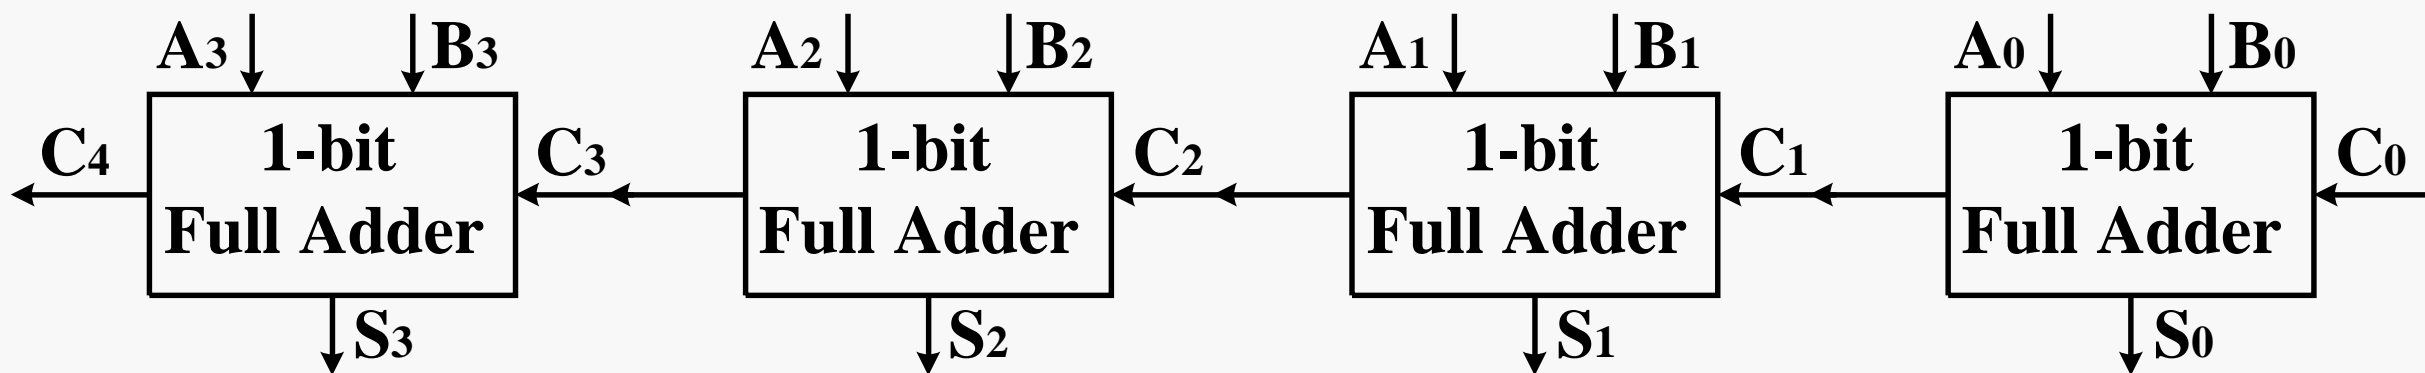 A3 B3 A2 B2 A1 B1 A0 B0
C4 1-bit C3 1-bit C2 1-bit C1 1-bit C0
Full Adder Full Adder Full Adder Full Adder
S3 S2 S1 S0